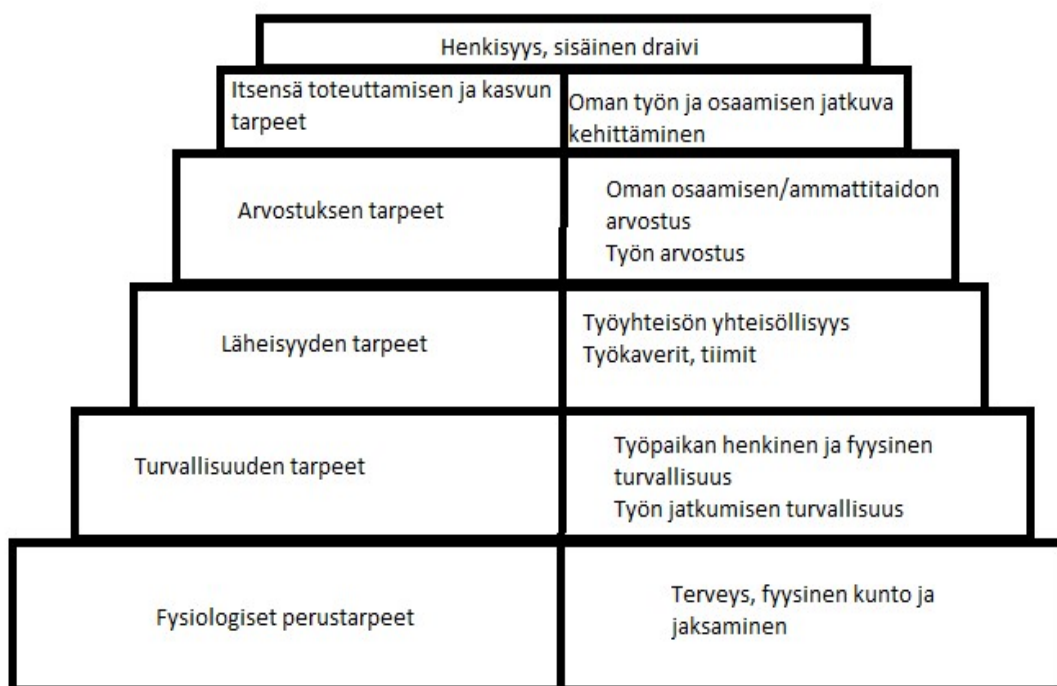 Henkisyys, sisäinen draivi
Itsensä toteuttamisen ja kasvun
tarpeet
Oman työn ja osaamisen jatkuva
kehittäminen
Arvostuksen tarpeet
Oman osaamisen/ammattitaidon
arvostus
Työn arvostus
Läheisyyden tarpeet
Työyhteisön yhteisöllisyys
Työkaverit, tiimit
Turvallisuuden tarpeet
Työpaikan henkinen ja fyysinen
turvallisuus
Työn jatkumisen turvallisuus
Fysiologiset perustarpeet
Terveys, fyysinen kunto ja
jaksaminen